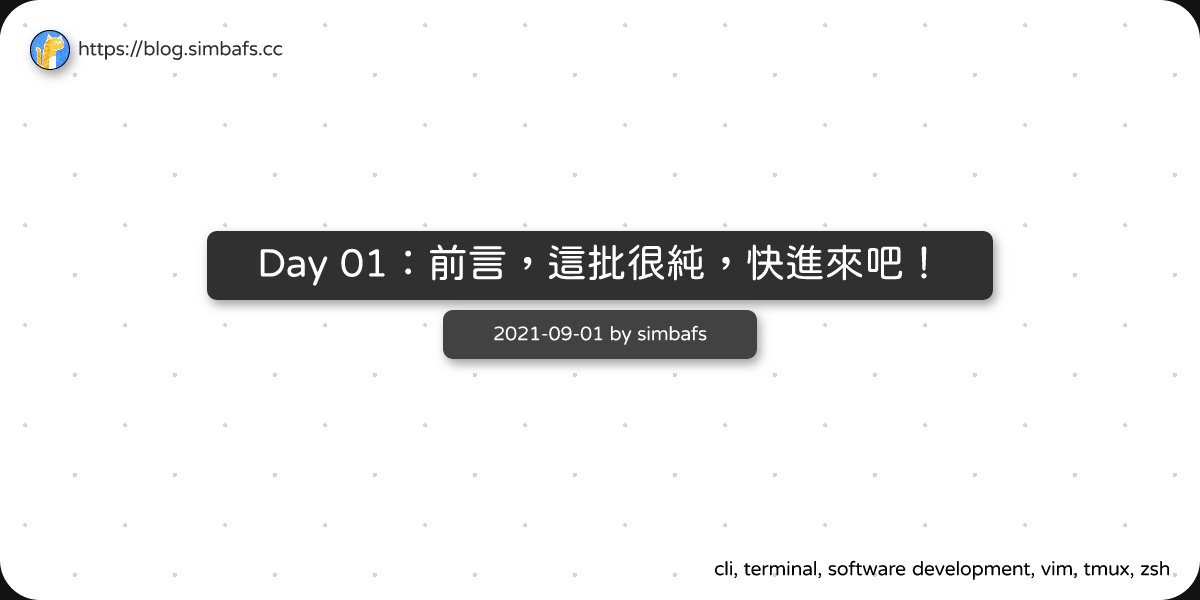 https://blog.simbafs.cc
Day 01：前言，這批很純，快進來吧！
2021-09-01 by simbafs
cli, terminal, software development, vim, tmux, zsh